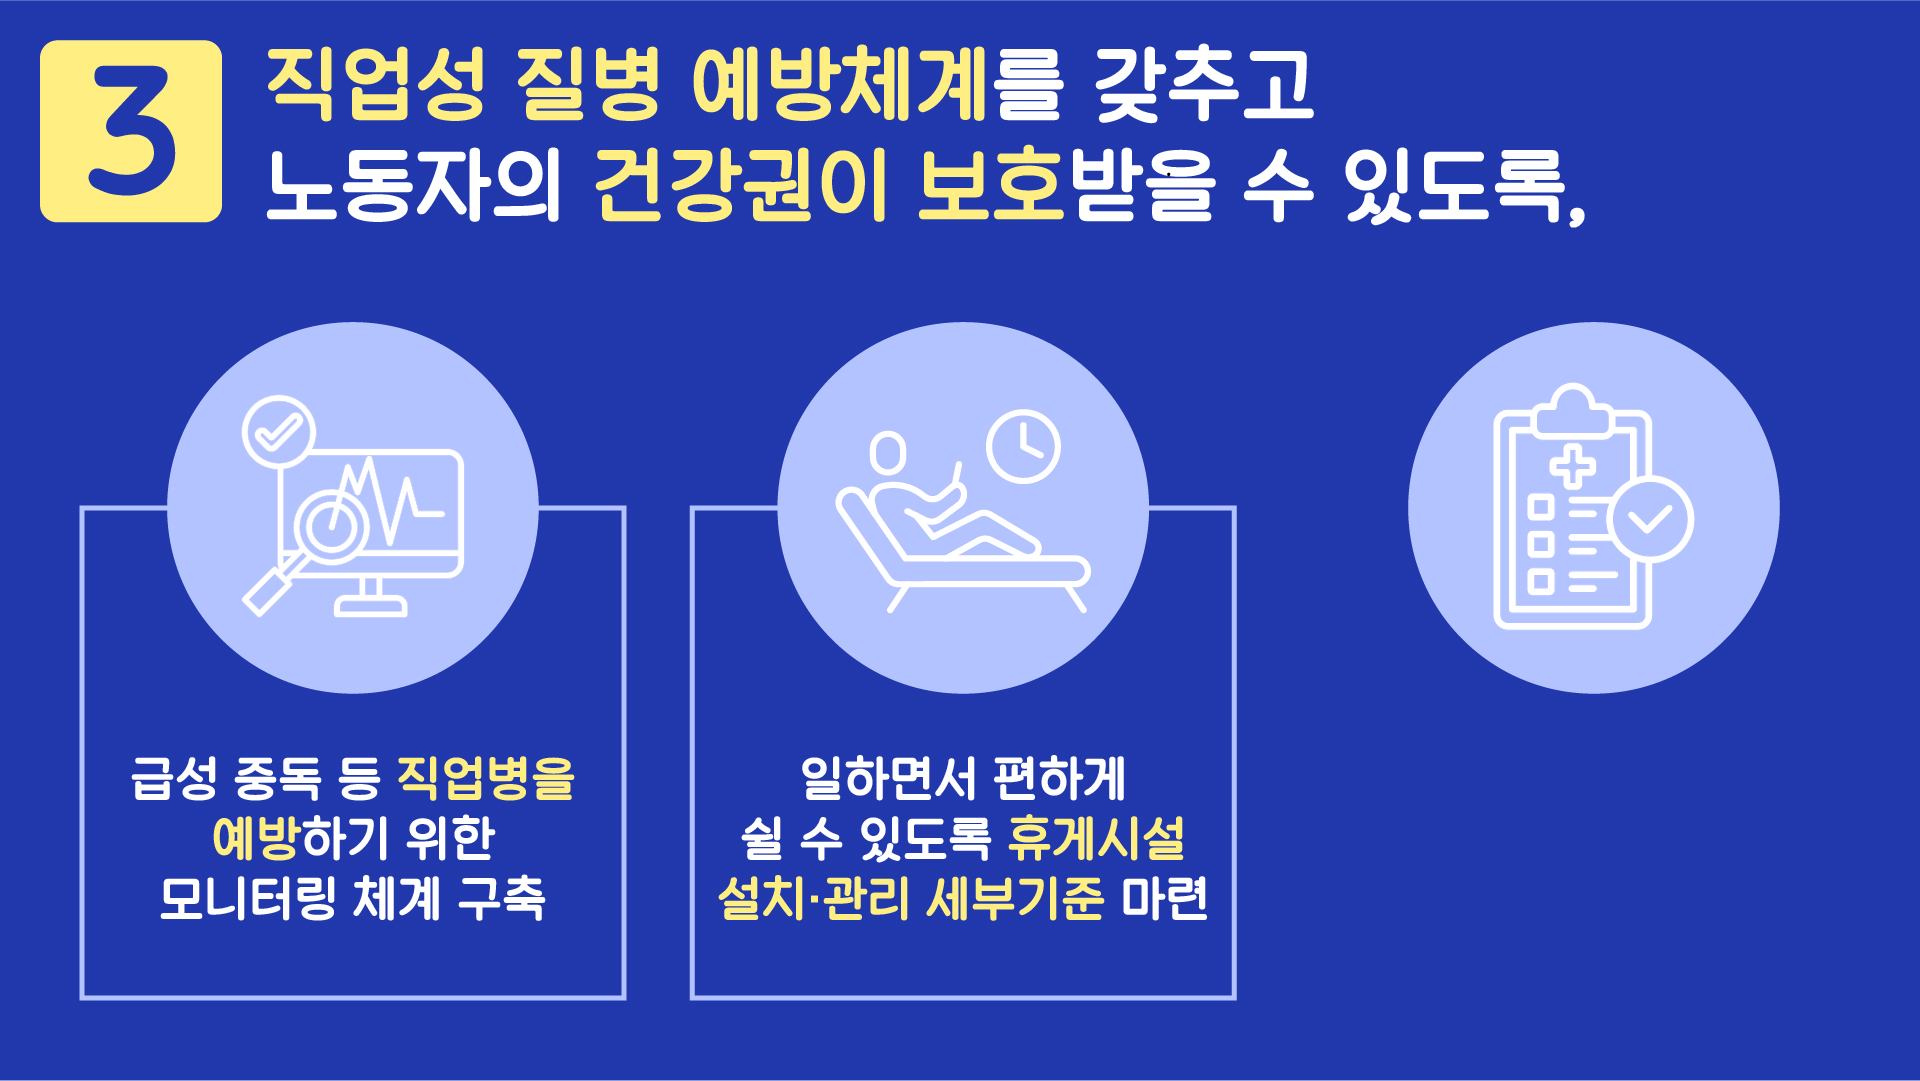 3
직업성 질병 예방체계를 갖추고
노동자의 건강권이 보호받을 수 있도록,
급성 중독 등 직업병을
예방하기 위한
모니터링 체계 구축
일하면서 편하게
쉴 수 있도록 휴게시설
설치·관리 세부기준 마련